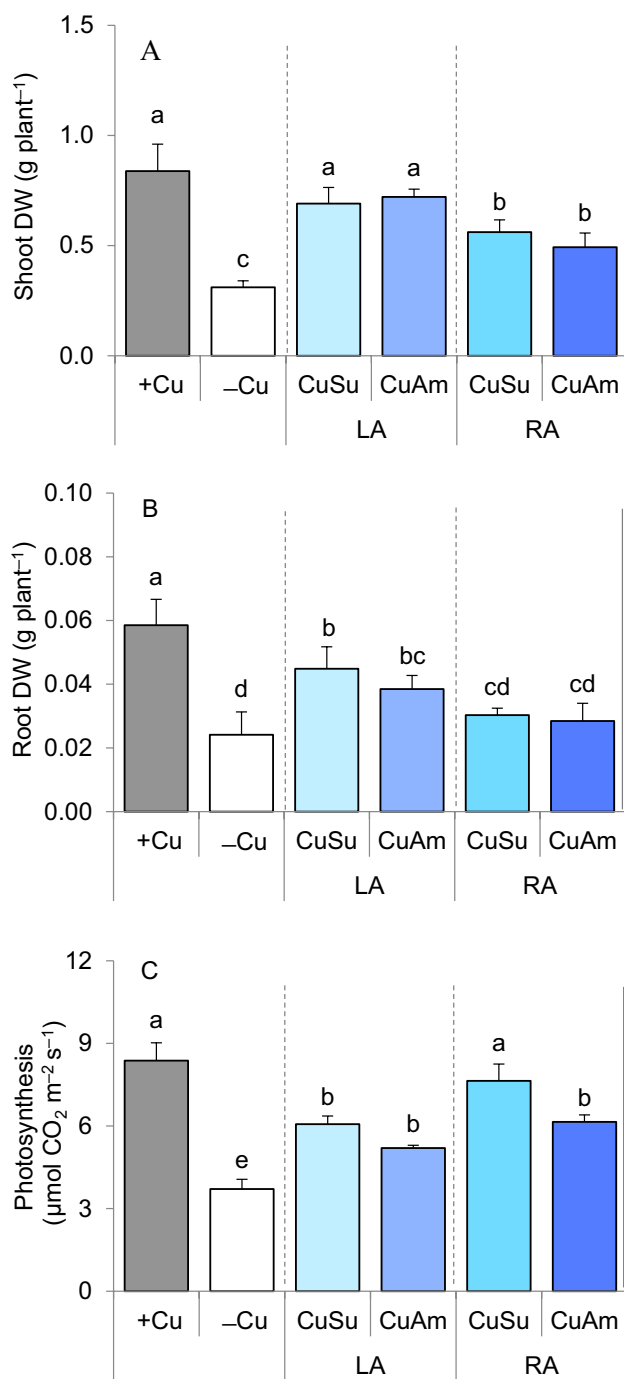 A
Shoot DW (g plant⁻¹)
1.5
1.0
0.5
0.0
a
c
a
a
b
b
+Cu –Cu CuSu CuAm CuSu CuAm
LA RA
B
Root DW (g plant⁻¹)
0.10
0.08
0.06
0.04
0.02
0.00
a
d
b
bc
cd
cd
+Cu –Cu CuSu CuAm CuSu CuAm
LA RA
C
Photosynthesis
(µmol CO₂ m⁻² s⁻¹)
12
9
6
3
0
a
e
b
b
a
b
+Cu –Cu CuSu CuAm CuSu CuAm
LA RA